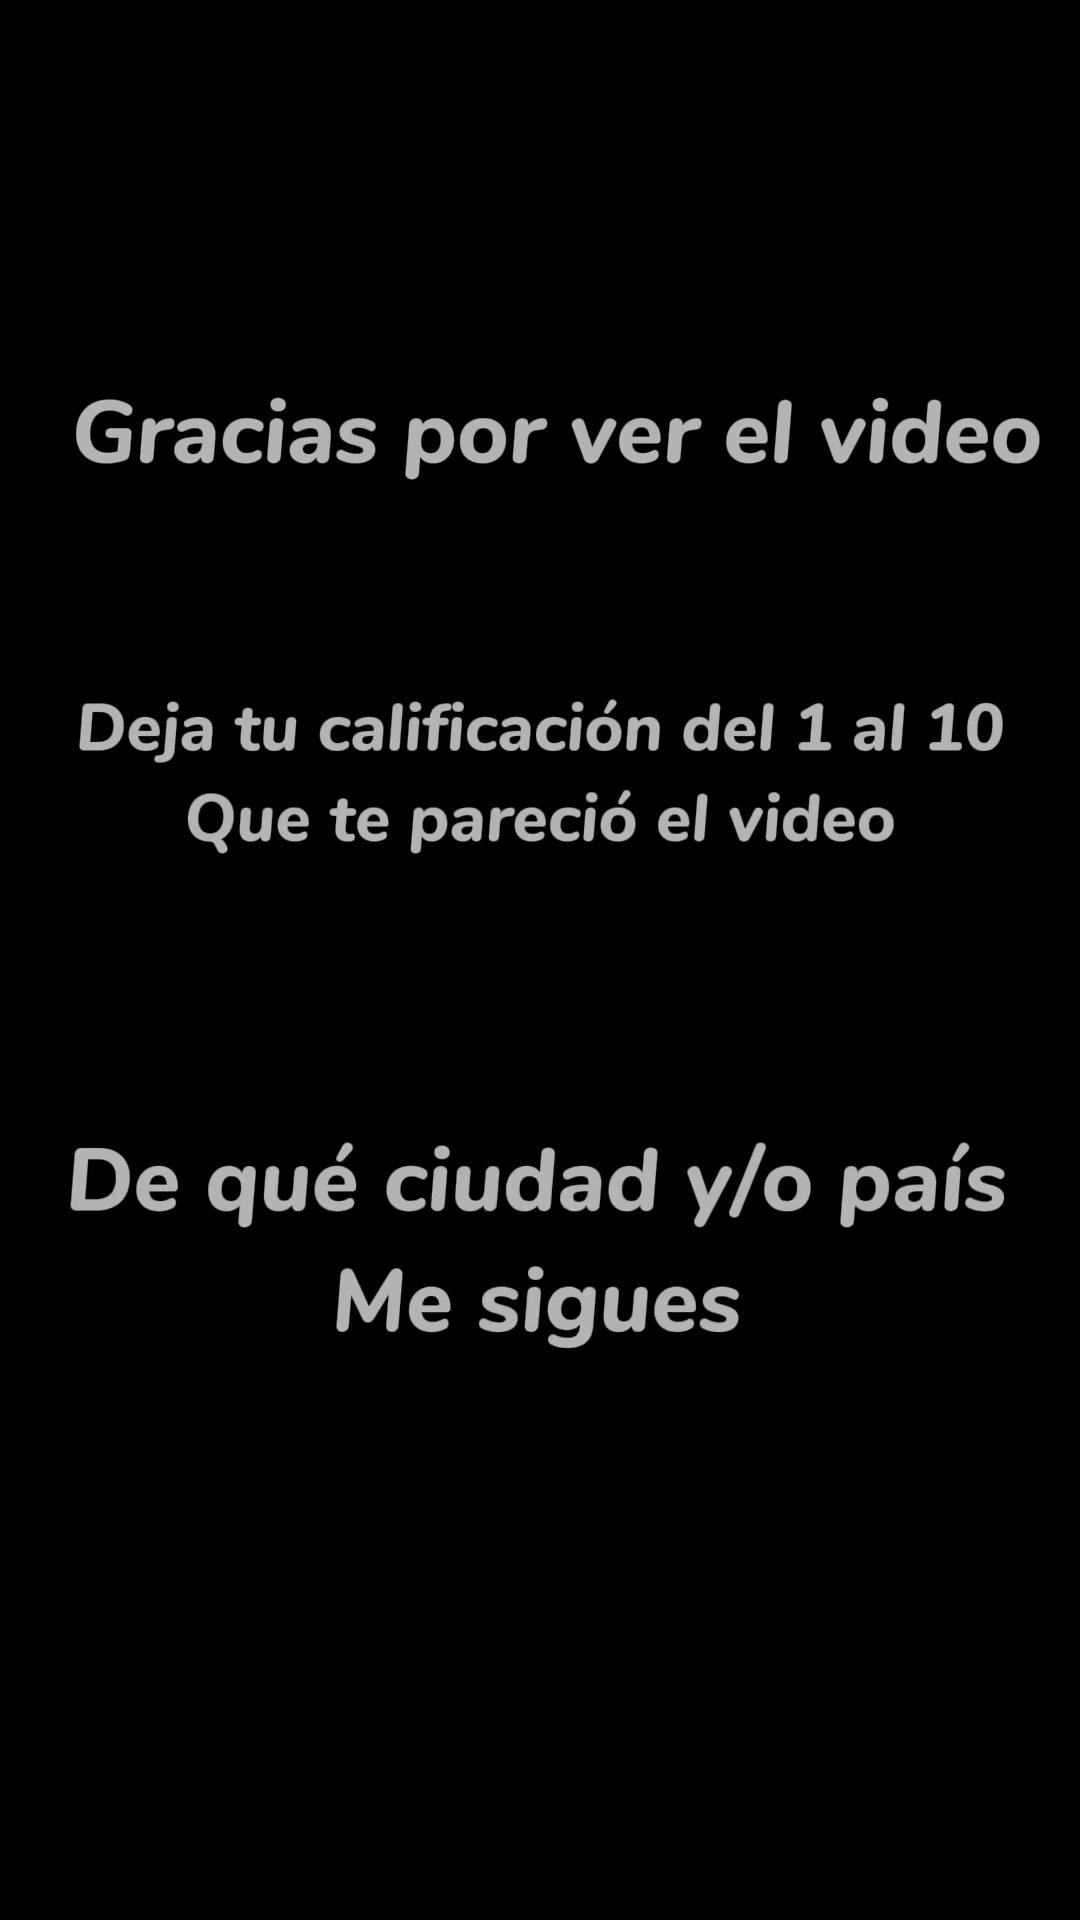 Gracias por ver el video
Deja tu calificación del 1 al 10
Que te pareció el video
De qué ciudad y/o país
Me sigues